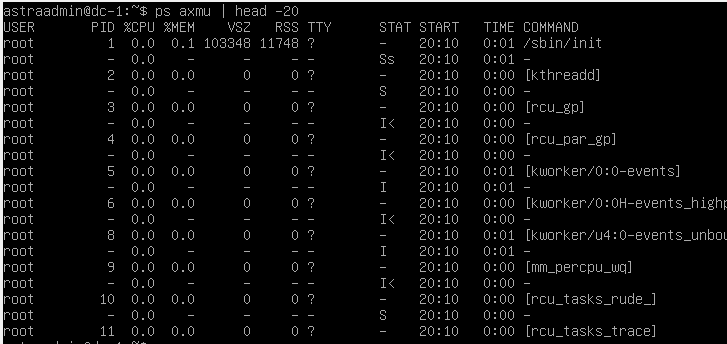 astraadmin@dc-1:~$ ps axmu | head -20
USER       PID %CPU %MEM    VSZ   RSS TTY      STAT START   TIME COMMAND
root         1  0.0  0.1 103348 11748 ?        -    20:10   0:01 /sbin/init
root         -  0.0    -      -     - -        Ss   20:10   0:01 -
root         2  0.0  0.0      0     0 ?        -    20:10   0:00 [kthreadd]
root         -  0.0    -      -     - -        S    20:10   0:00 -
root         3  0.0  0.0      0     0 ?        -    20:10   0:00 [rcu_gp]
root         -  0.0    -      -     - -        I<   20:10   0:00 -
root         4  0.0  0.0      0     0 ?        -    20:10   0:00 [rcu_par_gp]
root         -  0.0    -      -     - -        I<   20:10   0:00 -
root         5  0.0  0.0      0     0 ?        -    20:10   0:01 [kworker/0:0-events]
root         -  0.0    -      -     - -        I    20:10   0:01 -
root         6  0.0  0.0      0     0 ?        -    20:10   0:00 [kworker/0:0H-events_highp
root         -  0.0    -      -     - -        I<   20:10   0:00 -
root         8  0.0  0.0      0     0 ?        -    20:10   0:01 [kworker/u4:0-events_unbou
root         -  0.0    -      -     - -        I    20:10   0:01 -
root         9  0.0  0.0      0     0 ?        -    20:10   0:00 [mm_percpu_wq]
root         -  0.0    -      -     - -        I<   20:10   0:00 -
root        10  0.0  0.0      0     0 ?        -    20:10   0:00 [rcu_tasks_rude_]
root         -  0.0    -      -     - -        S    20:10   0:00 -
root        11  0.0  0.0      0     0 ?        -    20:10   0:00 [rcu_tasks_trace]
astraadmin@dc-1:~$